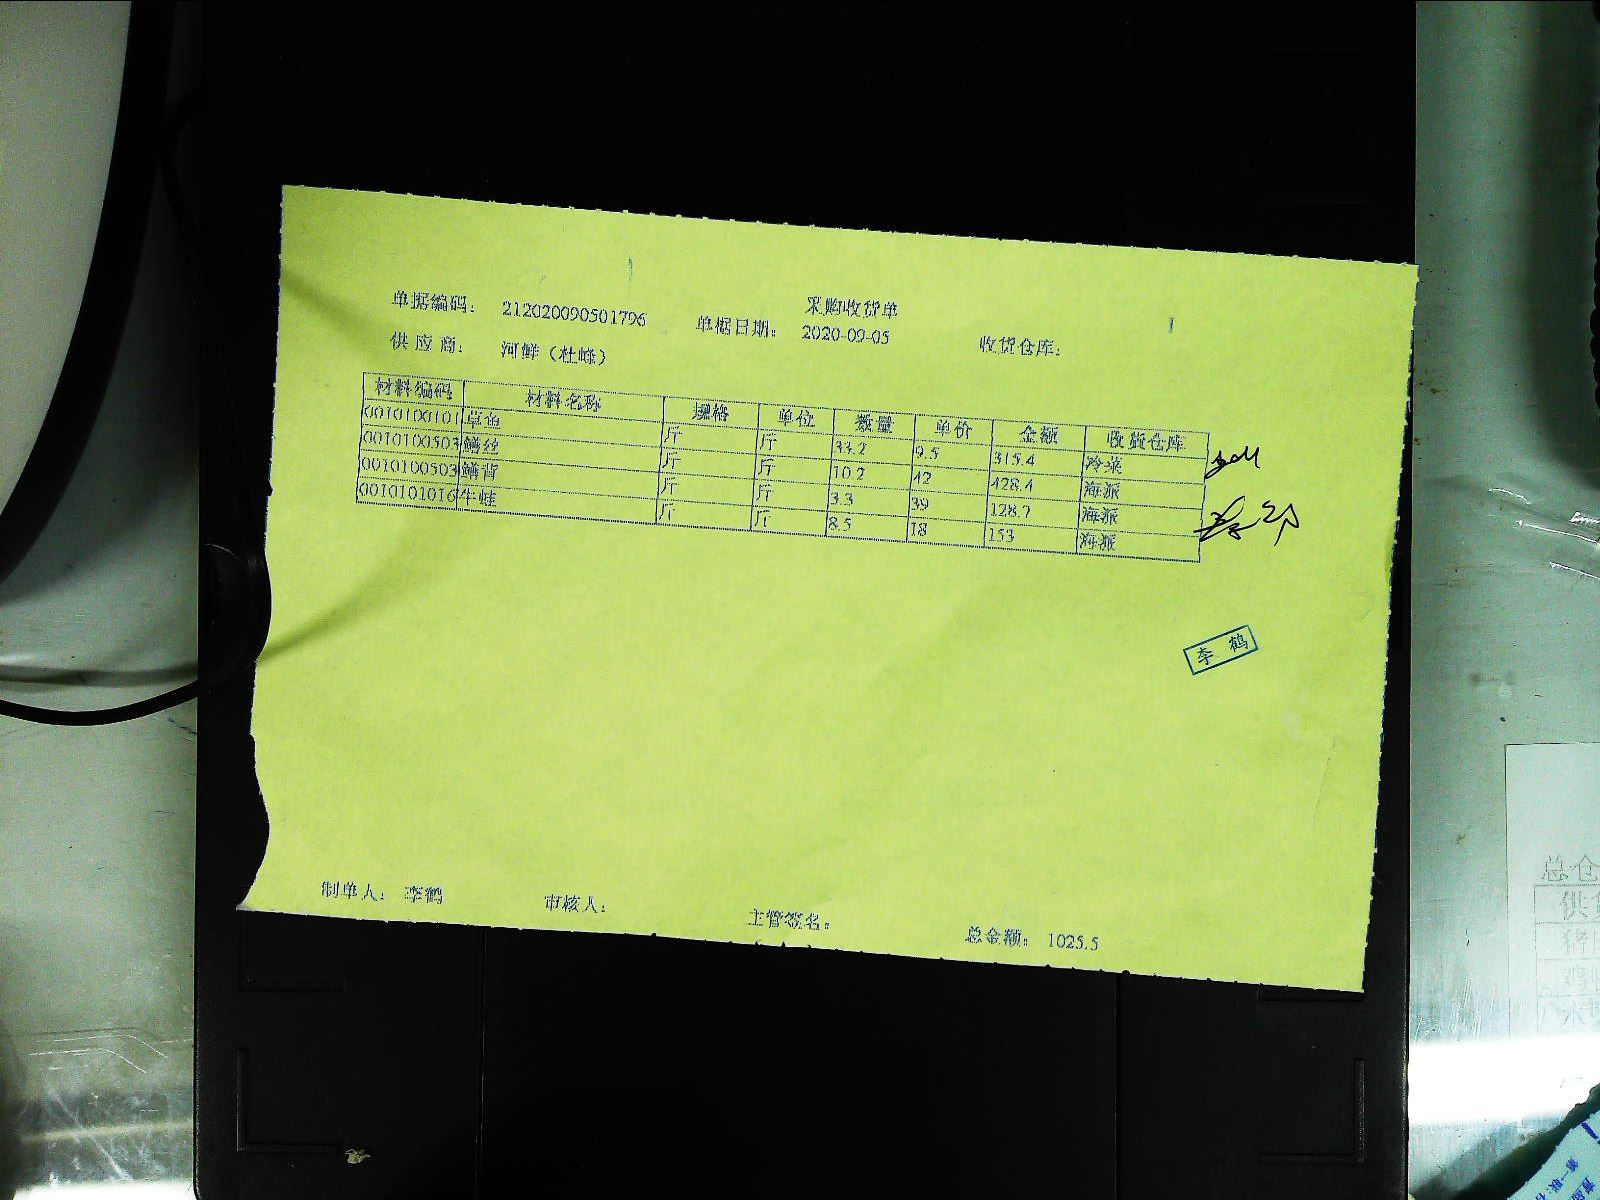 采购收货单
单据编码： 212020090501796 单据日期： 2020-09-05 收货仓库：
供 应 商： 河鲜（杜峰）
材料编码 材料名称 规格 单位 数量 单价 金额 收货仓库
0010100101 草鱼 斤 斤 33.2 9.5 315.4 冷菜
0010100503 鳝丝 斤 斤 10.2 42 428.4 海派
0010100503 鳝背 斤 斤 3.3 39 128.7 海派
0010101016 牛蛙 斤 斤 8.5 18 153 海派
李 鹤
制单人： 李鹤 审核人： 主管签名： 总金额： 1025.5
总仓